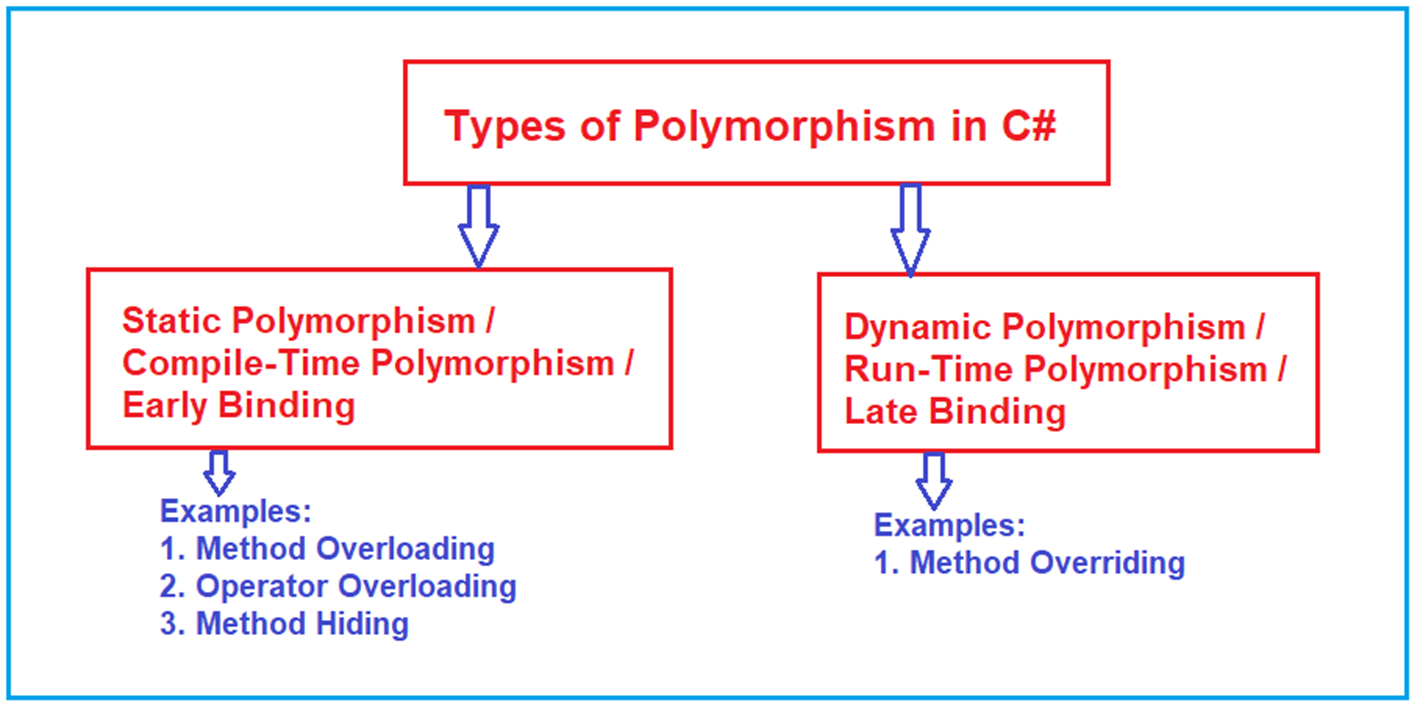 Types of Polymorphism in C#
Static Polymorphism /
Compile-Time Polymorphism /
Early Binding
Dynamic Polymorphism /
Run-Time Polymorphism /
Late Binding
Examples:
1. Method Overloading
2. Operator Overloading
3. Method Hiding
Examples:
1. Method Overriding